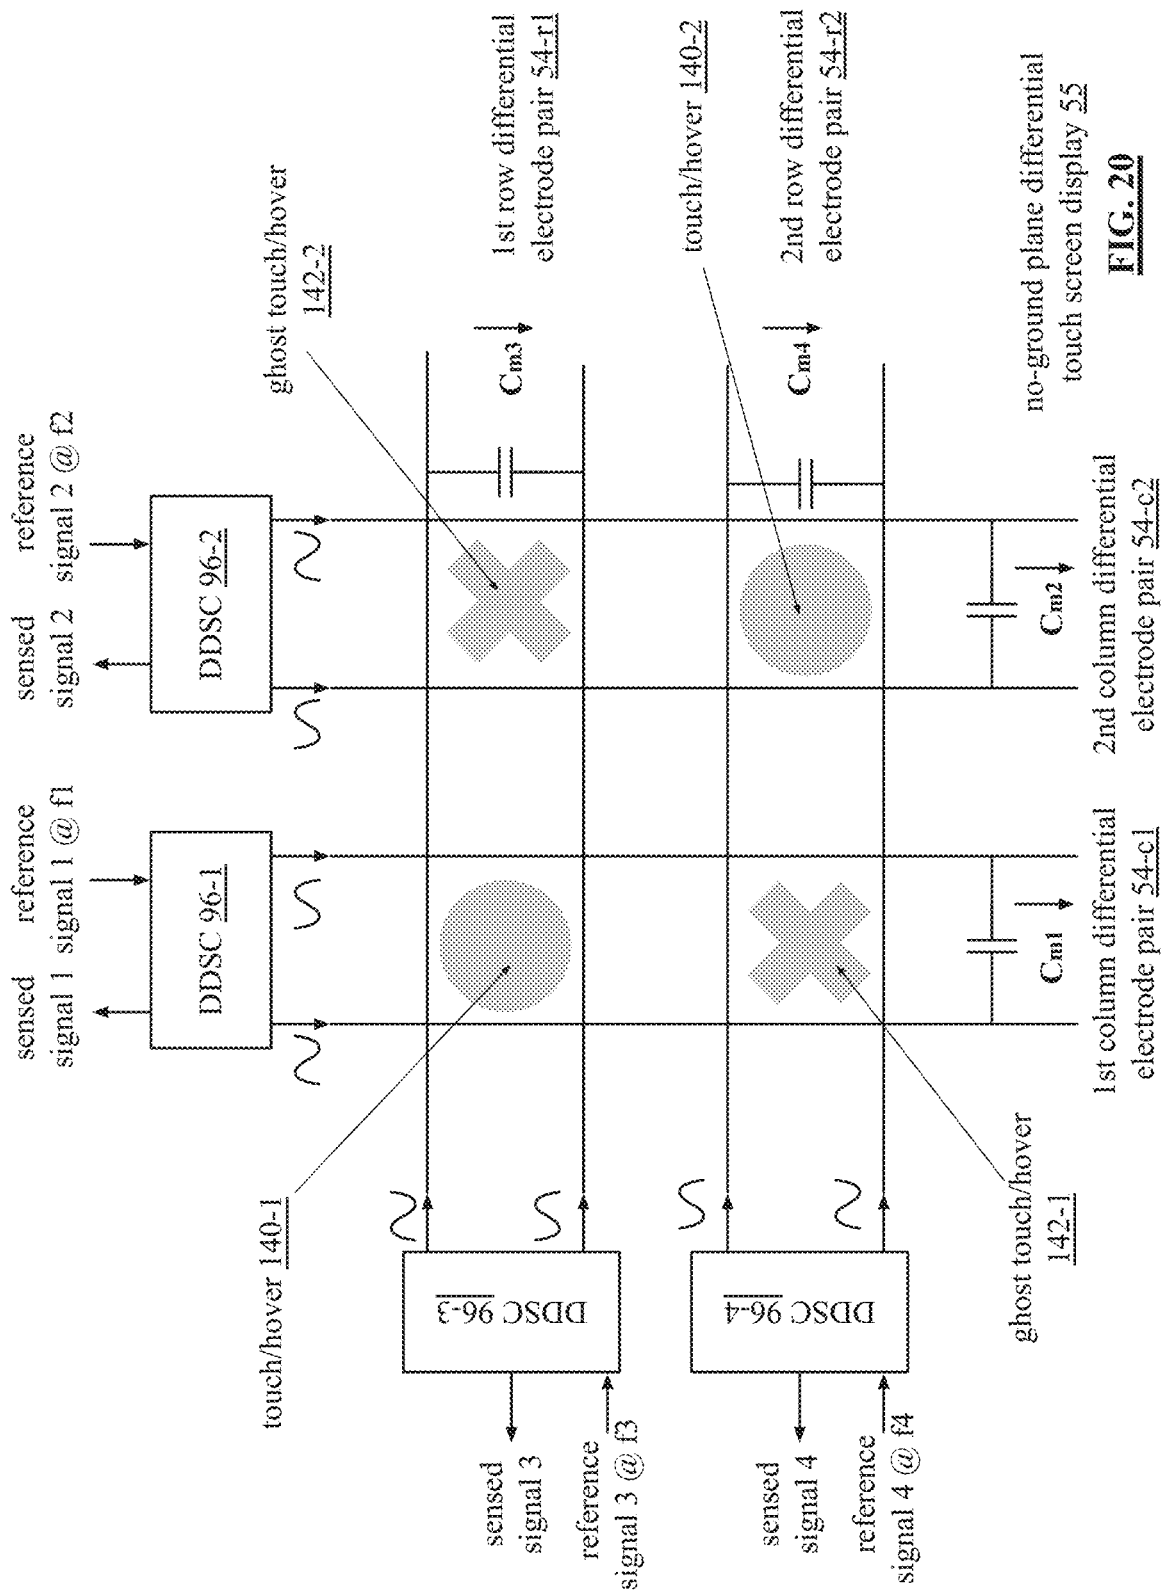 sensed
signal 1
reference
signal 1 @ f1
sensed
signal 2
reference
signal 2 @ f2
DDSC 96-1
DDSC 96-2
ghost touch/hover
142-2
touch/hover 140-1
1st row differential
electrode pair 54-r1
DDSC 96-3
sensed
signal 3
reference
signal 3 @ f3
Cm3
touch/hover 140-2
2nd row differential
electrode pair 54-r2
DDSC 96-4
sensed
signal 4
reference
signal 4 @ f4
Cm4
ghost touch/hover
142-1
Cm1
Cm2
1st column differential
electrode pair 54-c1
2nd column differential
electrode pair 54-c2
no-ground plane differential
touch screen display 55
FIG. 20